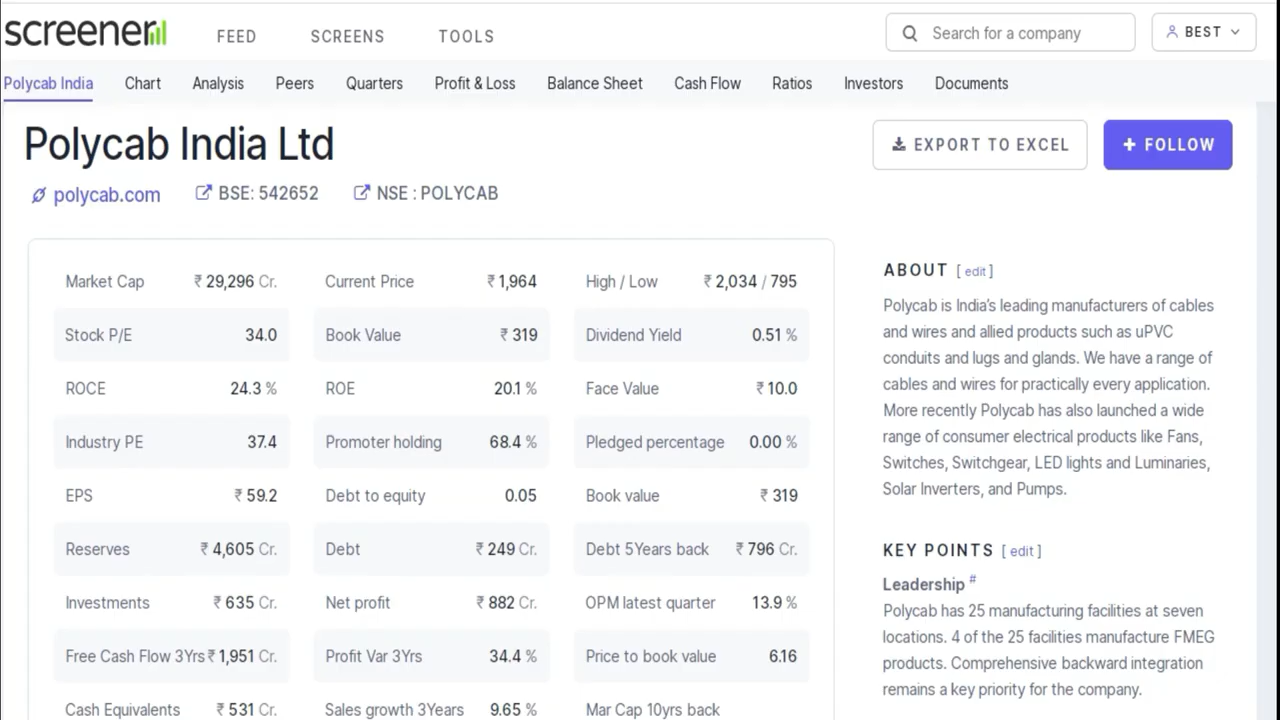 screener
FEED SCREENS TOOLS
Search for a company
BEST
Polycab India Chart Analysis Peers Quarters Profit & Loss Balance Sheet Cash Flow Ratios Investors Documents
Polycab India Ltd
EXPORT TO EXCEL
+ FOLLOW
polycab.com BSE: 542652 NSE : POLYCAB
Market Cap ₹ 29,296 Cr. Current Price ₹ 1,964 High / Low ₹ 2,034 / 795
Stock P/E 34.0 Book Value ₹ 319 Dividend Yield 0.51 %
ROCE 24.3 % ROE 20.1 % Face Value ₹ 10.0
Industry PE 37.4 Promoter holding 68.4 % Pledged percentage 0.00 %
EPS ₹ 59.2 Debt to equity 0.05 Book value ₹ 319
Reserves ₹ 4,605 Cr. Debt ₹ 249 Cr. Debt 5Years back ₹ 796 Cr.
Investments ₹ 635 Cr. Net profit ₹ 882 Cr. OPM latest quarter 13.9 %
Free Cash Flow 3Yrs ₹ 1,951 Cr. Profit Var 3Yrs 34.4 % Price to book value 6.16
Cash Equivalents ₹ 531 Cr. Sales growth 3Years 9.65 % Mar Cap 10yrs back
ABOUT [ edit ]
Polycab is India's leading manufacturers of cables
and wires and allied products such as uPVC
conduits and lugs and glands. We have a range of
cables and wires for practically every application.
More recently Polycab has also launched a wide
range of consumer electrical products like Fans,
Switches, Switchgear, LED lights and Luminaries,
Solar Inverters, and Pumps.
KEY POINTS [ edit ]
Leadership #
Polycab has 25 manufacturing facilities at seven
locations. 4 of the 25 facilities manufacture FMEG
products. Comprehensive backward integration
remains a key priority for the company.